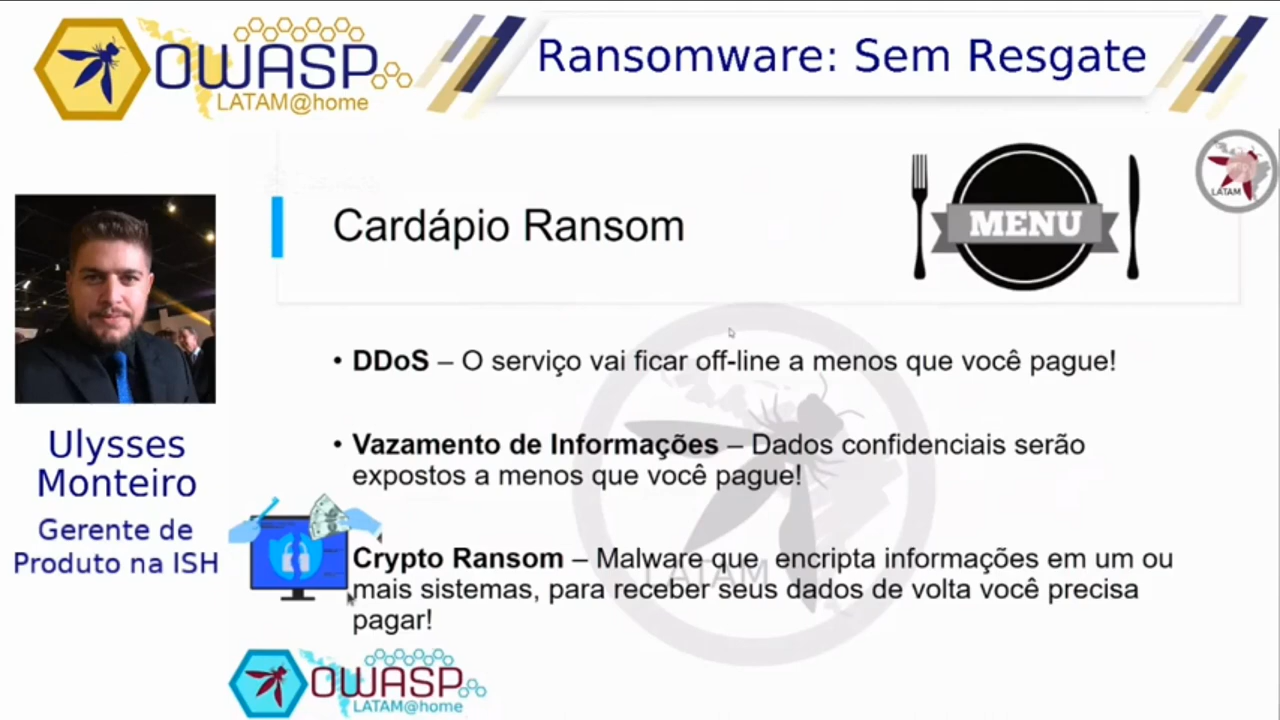 OWASP
LATAM@home
Ransomware: Sem Resgate
LATAM
Cardápio Ransom
MENU
Ulysses
Monteiro
Gerente de
Produto na ISH
• DDoS – O serviço vai ficar off-line a menos que você pague!
• Vazamento de Informações – Dados confidenciais serão
expostos a menos que você pague!
Crypto Ransom – Malware que  encripta informações em um ou
mais sistemas, para receber seus dados de volta você precisa
pagar!
LATAM
OWASP
LATAM@home